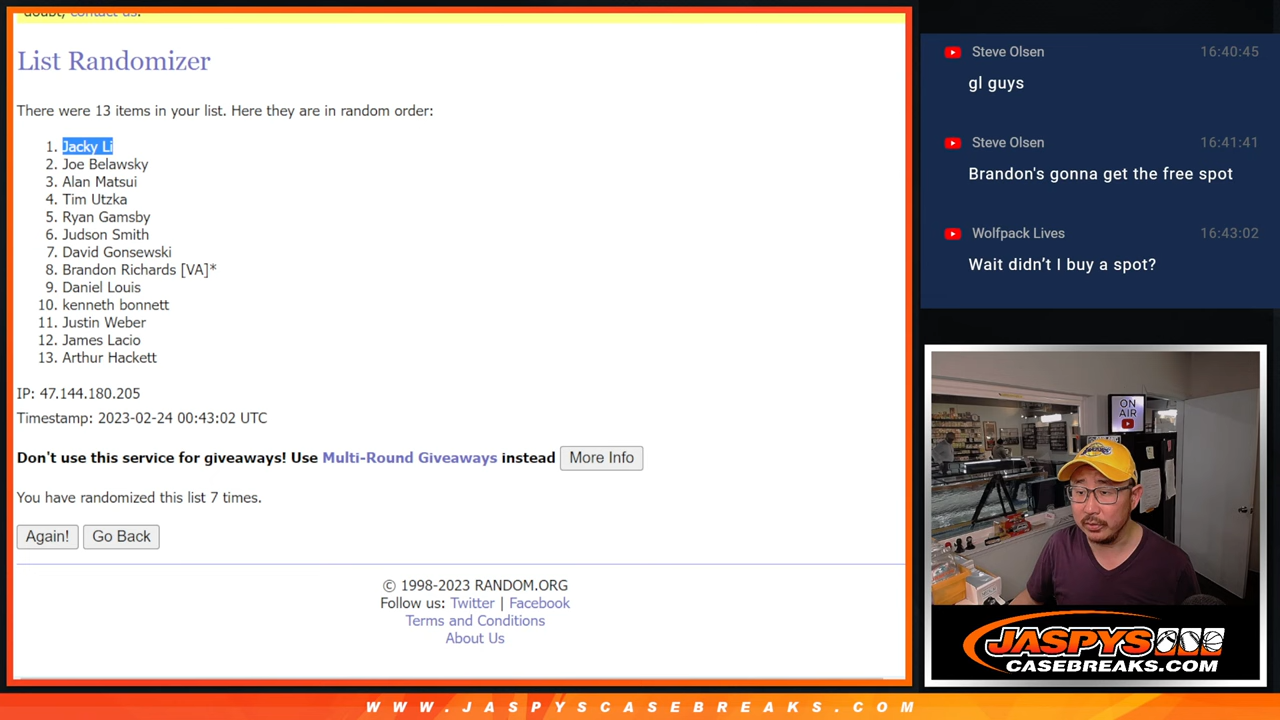 doubt, contact us.
List Randomizer
There were 13 items in your list. Here they are in random order:
1. Jacky Li
2. Joe Belawsky
3. Alan Matsui
4. Tim Utzka
5. Ryan Gamsby
6. Judson Smith
7. David Gonsewski
8. Brandon Richards [VA]*
9. Daniel Louis
10. kenneth bonnett
11. Justin Weber
12. James Lacio
13. Arthur Hackett
IP: 47.144.180.205
Timestamp: 2023-02-24 00:43:02 UTC
Don't use this service for giveaways! Use Multi-Round Giveaways instead More Info
You have randomized this list 7 times.
Again! Go Back
© 1998-2023 RANDOM.ORG
Follow us: Twitter | Facebook
Terms and Conditions
About Us
Steve Olsen 16:40:45
gl guys
Steve Olsen 16:41:41
Brandon's gonna get the free spot
Wolfpack Lives 16:43:02
Wait didn’t I buy a spot?
ON
AIR
JASPYS
CASEBREAKS.COM
WWW.JASPYSCASEBREAKS.COM